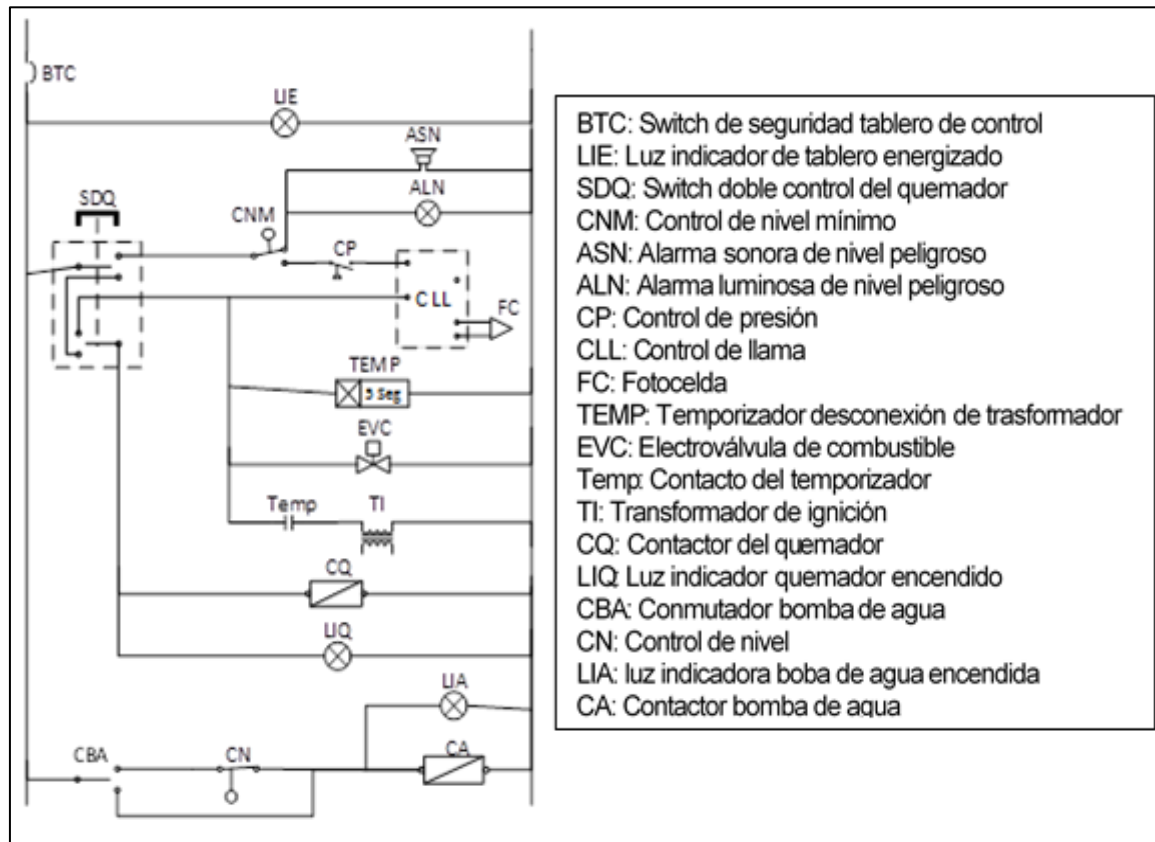 BTC
LIE
ASN
ALN
SDQ
CNM
CP
CLL
FC
TEMP
5 Seg
EVC
Temp
TI
CQ
LIQ
LIA
CBA
CN
CA
BTC: Switch de seguridad tablero de control
LIE: Luz indicador de tablero energizado
SDQ: Switch doble control del quemador
CNM: Control de nivel mínimo
ASN: Alarma sonora de nivel peligroso
ALN: Alarma luminosa de nivel peligroso
CP: Control de presión
CLL: Control de llama
FC: Fotocelda
TEMP: Temporizador desconexión de trasformador
EVC: Electroválvula de combustible
Temp: Contacto del temporizador
TI: Transformador de ignición
CQ: Contactor del quemador
LIQ: Luz indicador quemador encendido
CBA: Conmutador bomba de agua
CN: Control de nivel
LIA: luz indicadora boba de agua encendida
CA: Contactor bomba de agua